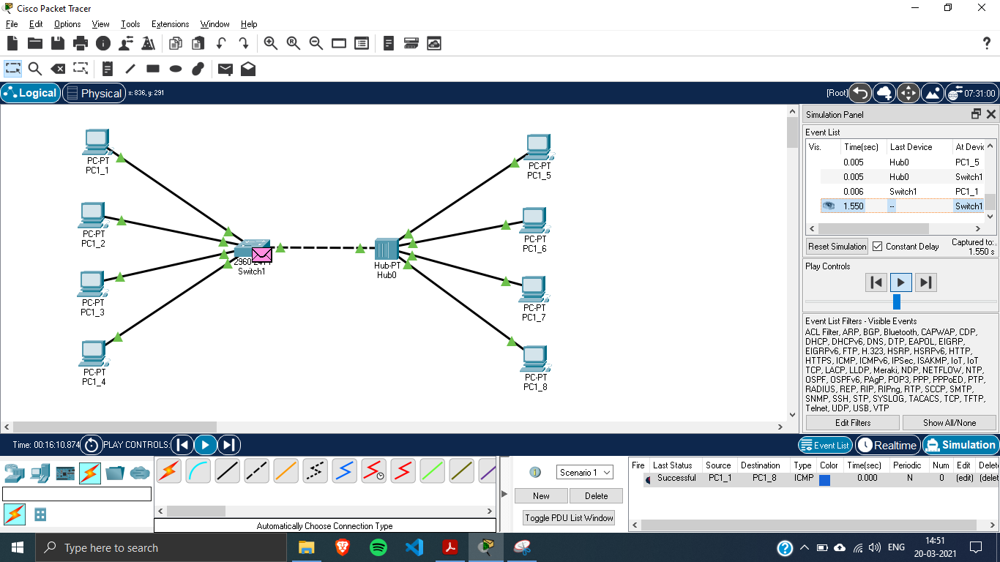 Cisco Packet Tracer
File Edit Options View Tools Extensions Window Help
?
Logical Physical x: 836, y: 291 [Root] 07:31:00
PC-PT
PC1_1
PC-PT
PC1_2
PC-PT
PC1_3
PC-PT
PC1_4
Switch1
Hub-PT
Hub0
PC-PT
PC1_5
PC-PT
PC1_6
PC-PT
PC1_7
PC-PT
PC1_8
Simulation Panel
Event List
Vis. Time(sec) Last Device At Devic
0.005 Hub0 PC1_5
0.005 Hub0 Switch1
0.006 Switch1 PC1_1
1.550 -- Switch1
Reset Simulation Constant Delay Captured to:
1.550 s
Play Controls
Event List Filters - Visible Events
ACL Filter, ARP, BGP, Bluetooth, CAPWAP, CDP,
DHCP, DHCPv6, DNS, DTP, EAPOL, EIGRP,
EIGRPv6, FTP, H.323, HSRP, HSRPv6, HTTP,
HTTPS, ICMP, ICMPv6, IPSec, ISAKMP, IoT, IoT
TCP, LACP, LLDP, Meraki, NDP, NETFLOW, NTP,
OSPF, OSPFv6, PAgP, POP3, PPP, PPPoED, PTP,
RADIUS, REP, RIP, RIPng, RTP, SCCP, SMTP,
SNMP, SSH, STP, SYSLOG, TACACS, TCP, TFTP,
Telnet, UDP, USB, VTP
Edit Filters Show All/None
Time: 00:16:10.874 PLAY CONTROLS: Event List Realtime Simulation
Automatically Choose Connection Type
Scenario 1
New Delete
Toggle PDU List Window
Fire Last Status Source Destination Type Color Time(sec) Periodic Num Edit Delete
Successful PC1_1 PC1_8 ICMP 0.000 N 0 (edit) (delet
Type here to search
ENG
14:51
20-03-2021